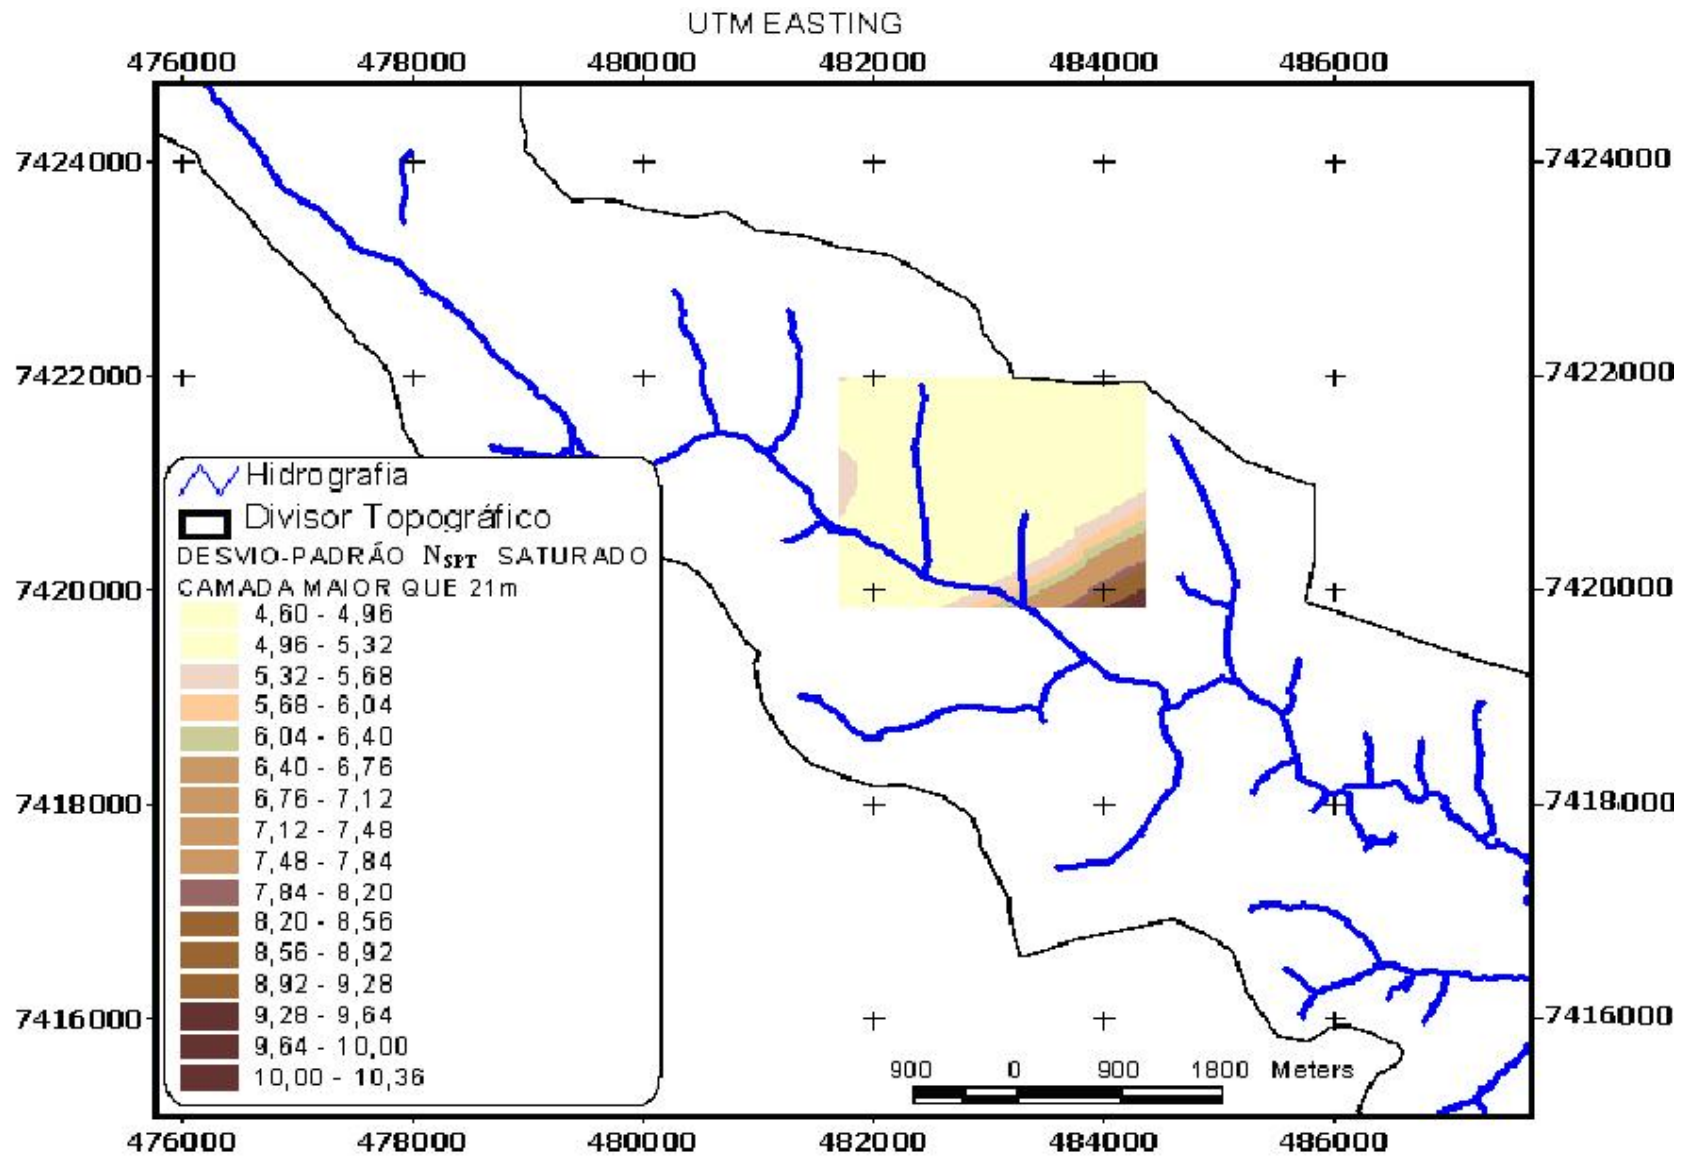 UTM EASTING
476000 478000 480000 482000 484000 486000
7424000 7424000
7422000 7422000
Hidrografia
Divisor Topográfico
DESVIO-PADRÃO NSPT SATURADO
CAMADA MAIOR QUE 21m
7420000 7420000
4,60 - 4,96
4,96 - 5,32
5,32 - 5,68
5,68 - 6,04
6,04 - 6,40
6,40 - 6,76
6,76 - 7,12
7418000 7418000
7,12 - 7,48
7,48 - 7,84
7,84 - 8,20
8,20 - 8,56
8,56 - 8,92
8,92 - 9,28
7416000 7416000
9,28 - 9,64
9,64 - 10,00
10,00 - 10,36
900 0 900 1800 Meters
476000 478000 480000 482000 484000 486000